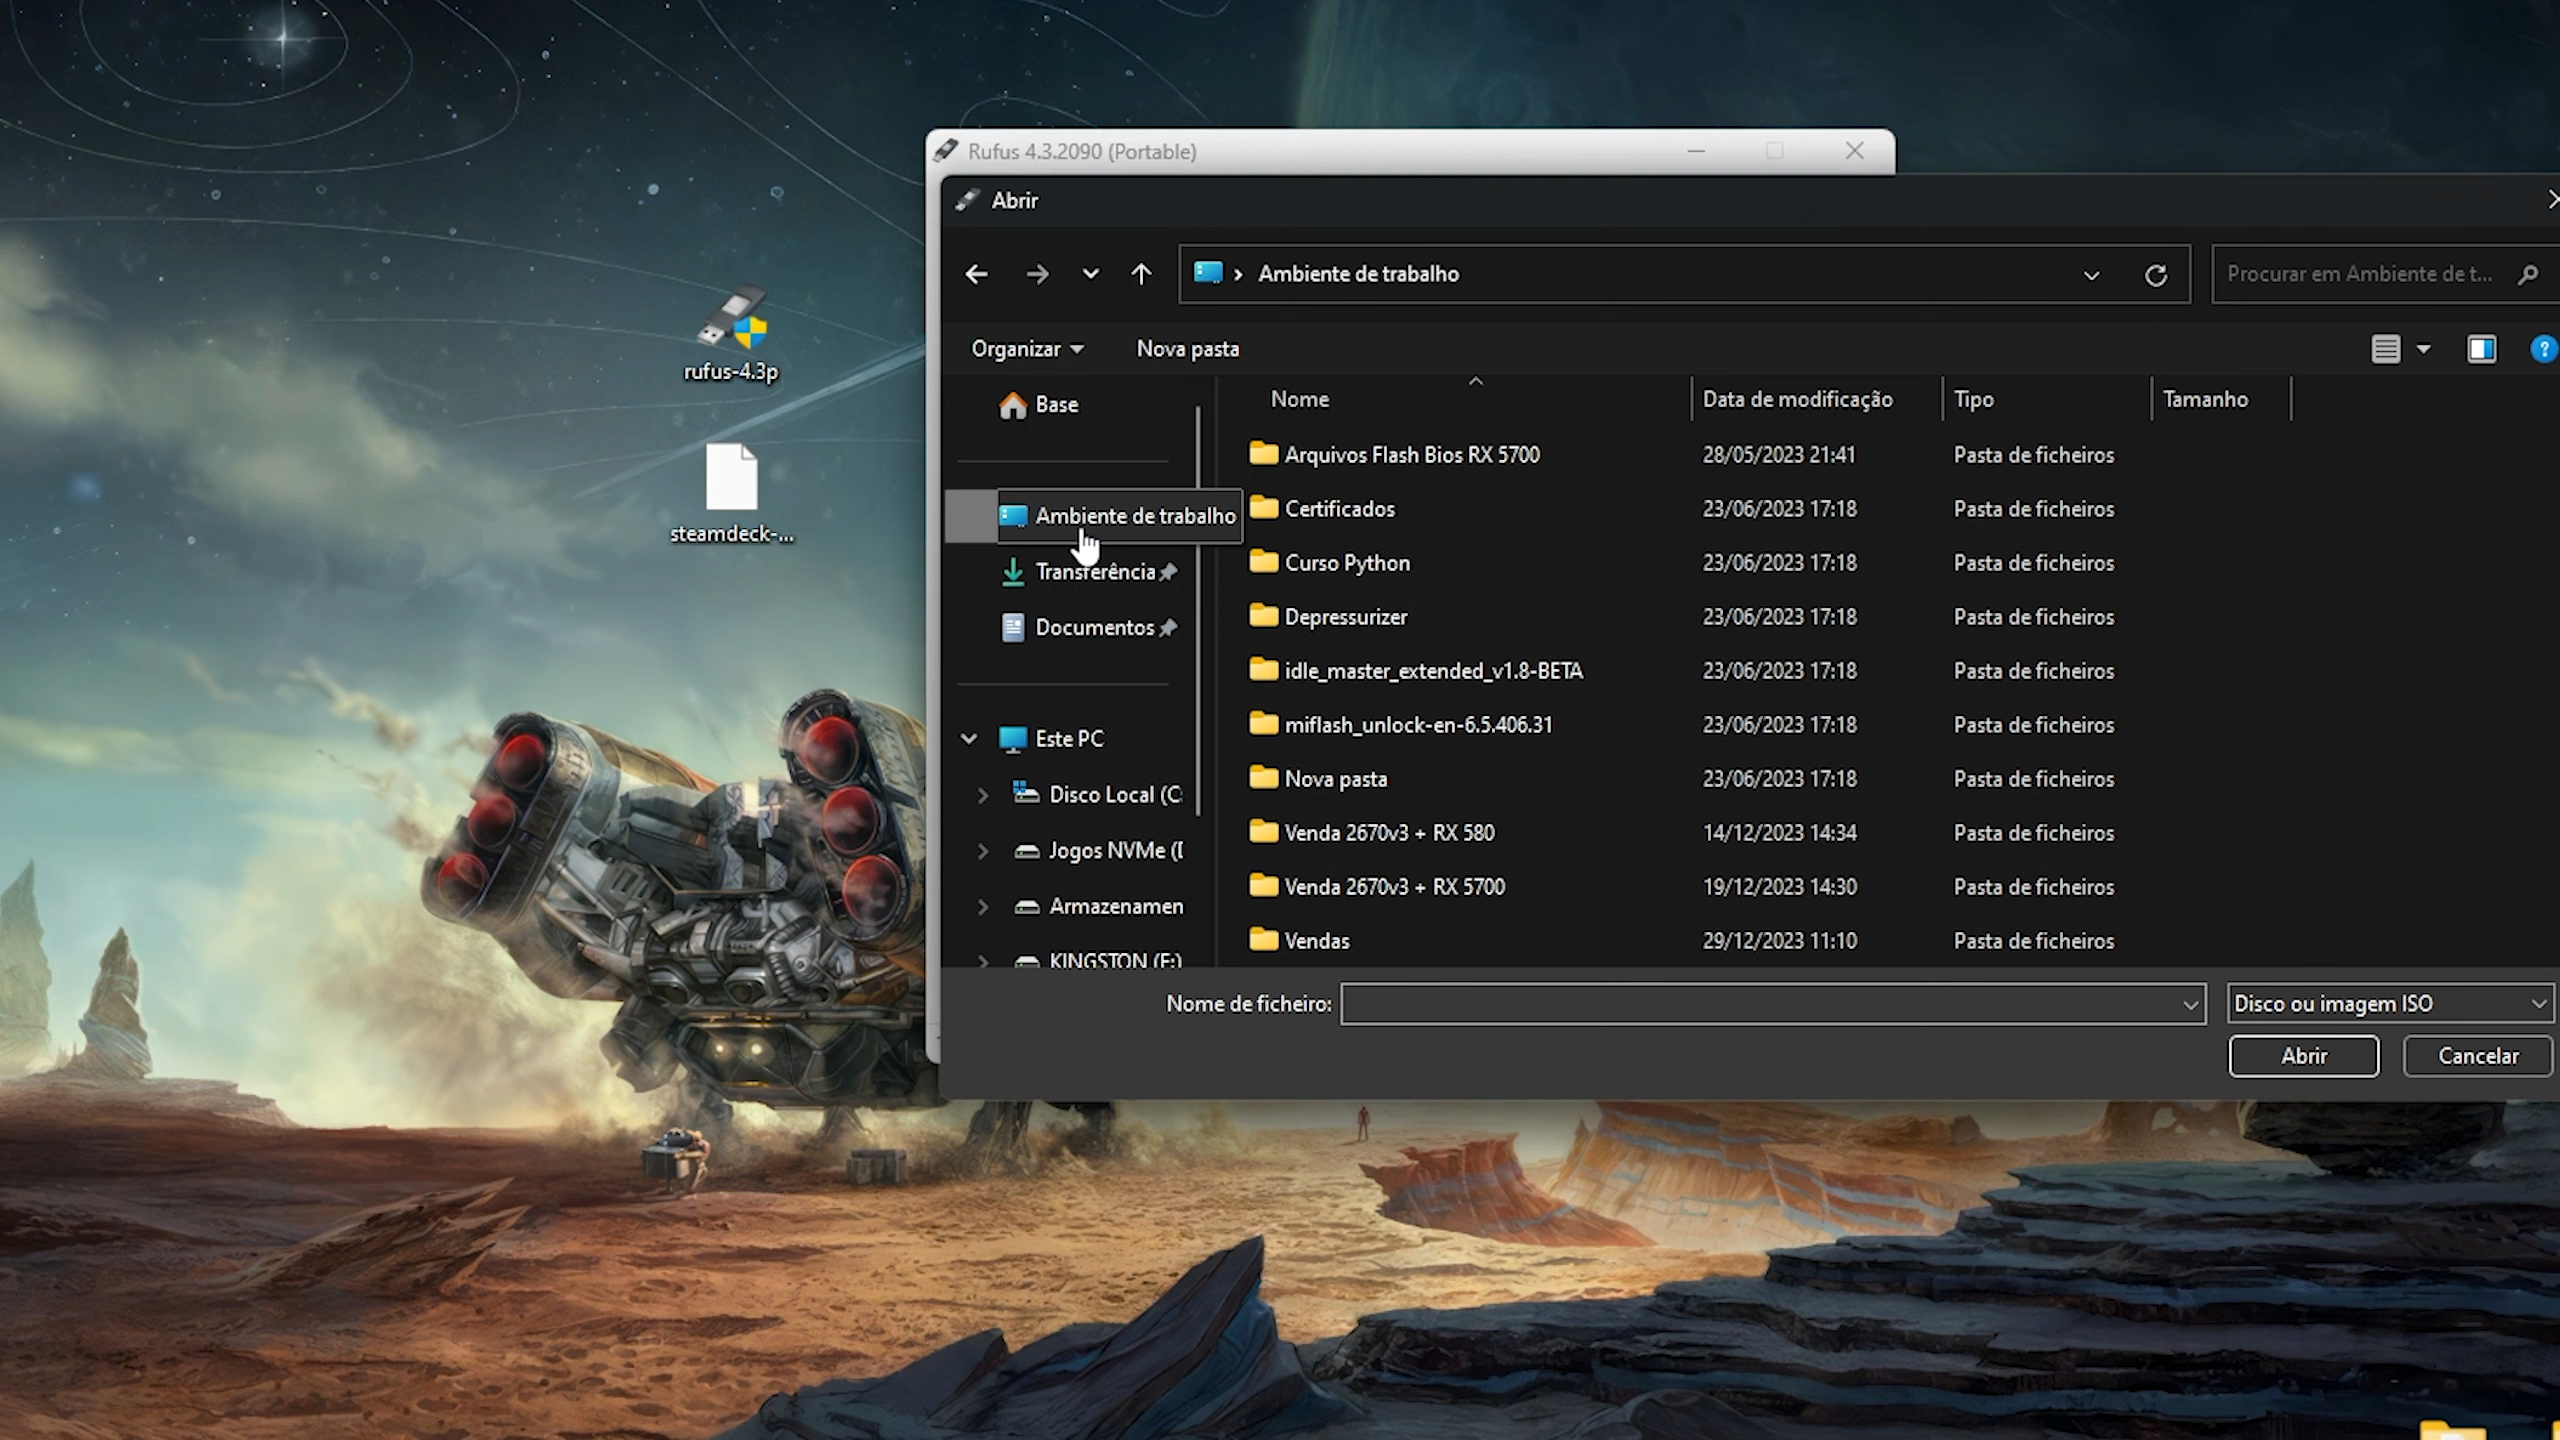 Rufus 4.3.2090 (Portable)
Abrir
Ambiente de trabalho
Procurar em Ambiente de t...
Organizar
Nova pasta
rufus-4.3p
steamdeck-...
Base
Ambiente de trabalho
Transferência
Documentos
Este PC
Disco Local (C:
Jogos NVMe (D
Armazenamen
KINGSTON (F:)
Nome
Data de modificação
Tipo
Tamanho
Arquivos Flash Bios RX 5700
28/05/2023 21:41
Pasta de ficheiros
Certificados
23/06/2023 17:18
Pasta de ficheiros
Curso Python
23/06/2023 17:18
Pasta de ficheiros
Depressurizer
23/06/2023 17:18
Pasta de ficheiros
idle_master_extended_v1.8-BETA
23/06/2023 17:18
Pasta de ficheiros
miflash_unlock-en-6.5.406.31
23/06/2023 17:18
Pasta de ficheiros
Nova pasta
23/06/2023 17:18
Pasta de ficheiros
Venda 2670v3 + RX 580
14/12/2023 14:34
Pasta de ficheiros
Venda 2670v3 + RX 5700
19/12/2023 14:30
Pasta de ficheiros
Vendas
29/12/2023 11:10
Pasta de ficheiros
Nome de ficheiro:
Disco ou imagem ISO
Abrir
Cancelar